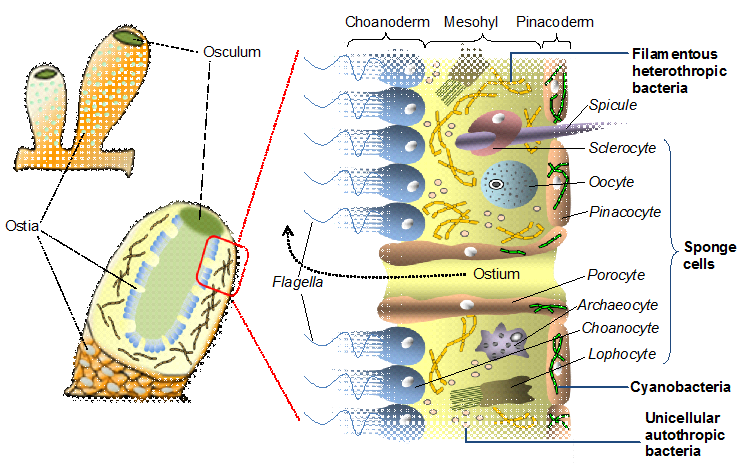 Choanoderm Mesohyl Pinacoderm
Osculum
Filamentous
heterothropic
bacteria
Spicule
Sclerocyte
Oocyte
Pinacocyte
Ostia
Sponge
cells
Flagella
Ostium
Porocyte
Archaeocyte
Choanocyte
Lophocyte
Cyanobacteria
Unicellular
autothropic
bacteria